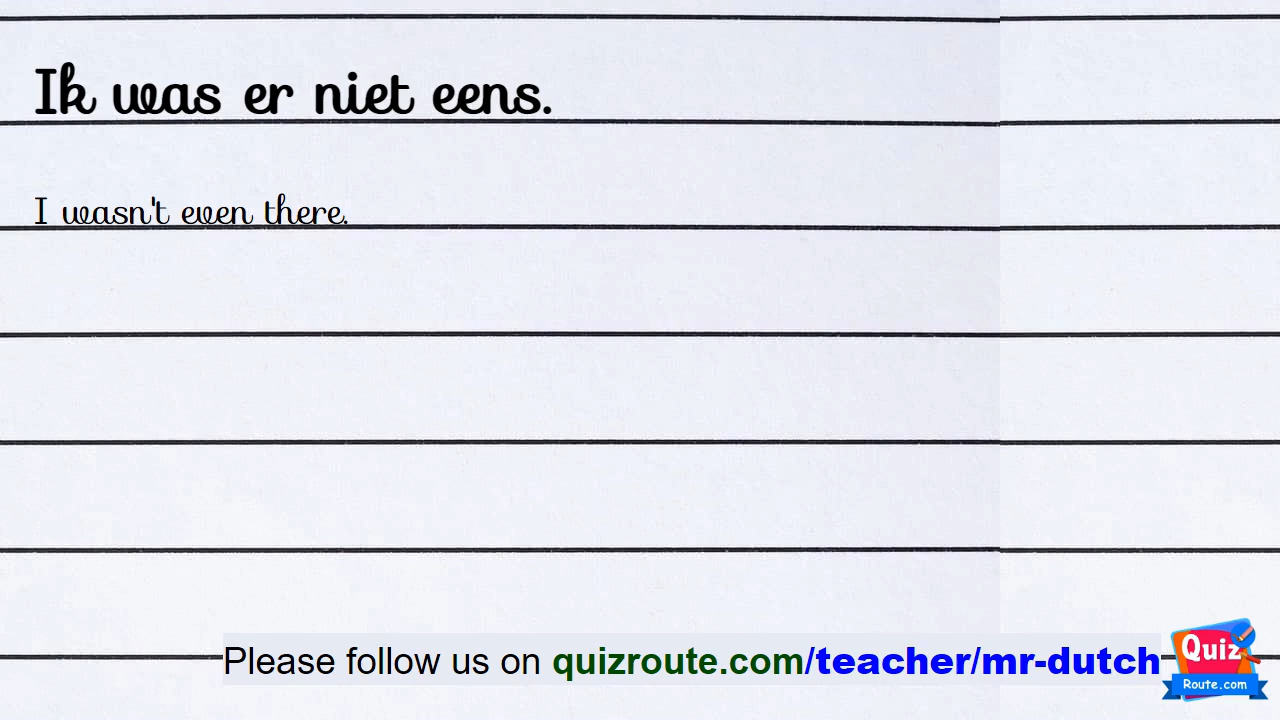 Ik was er niet eens.
I wasn't even there.
Please follow us on quizroute.com/teacher/mr-dutch
Quiz
Route.com